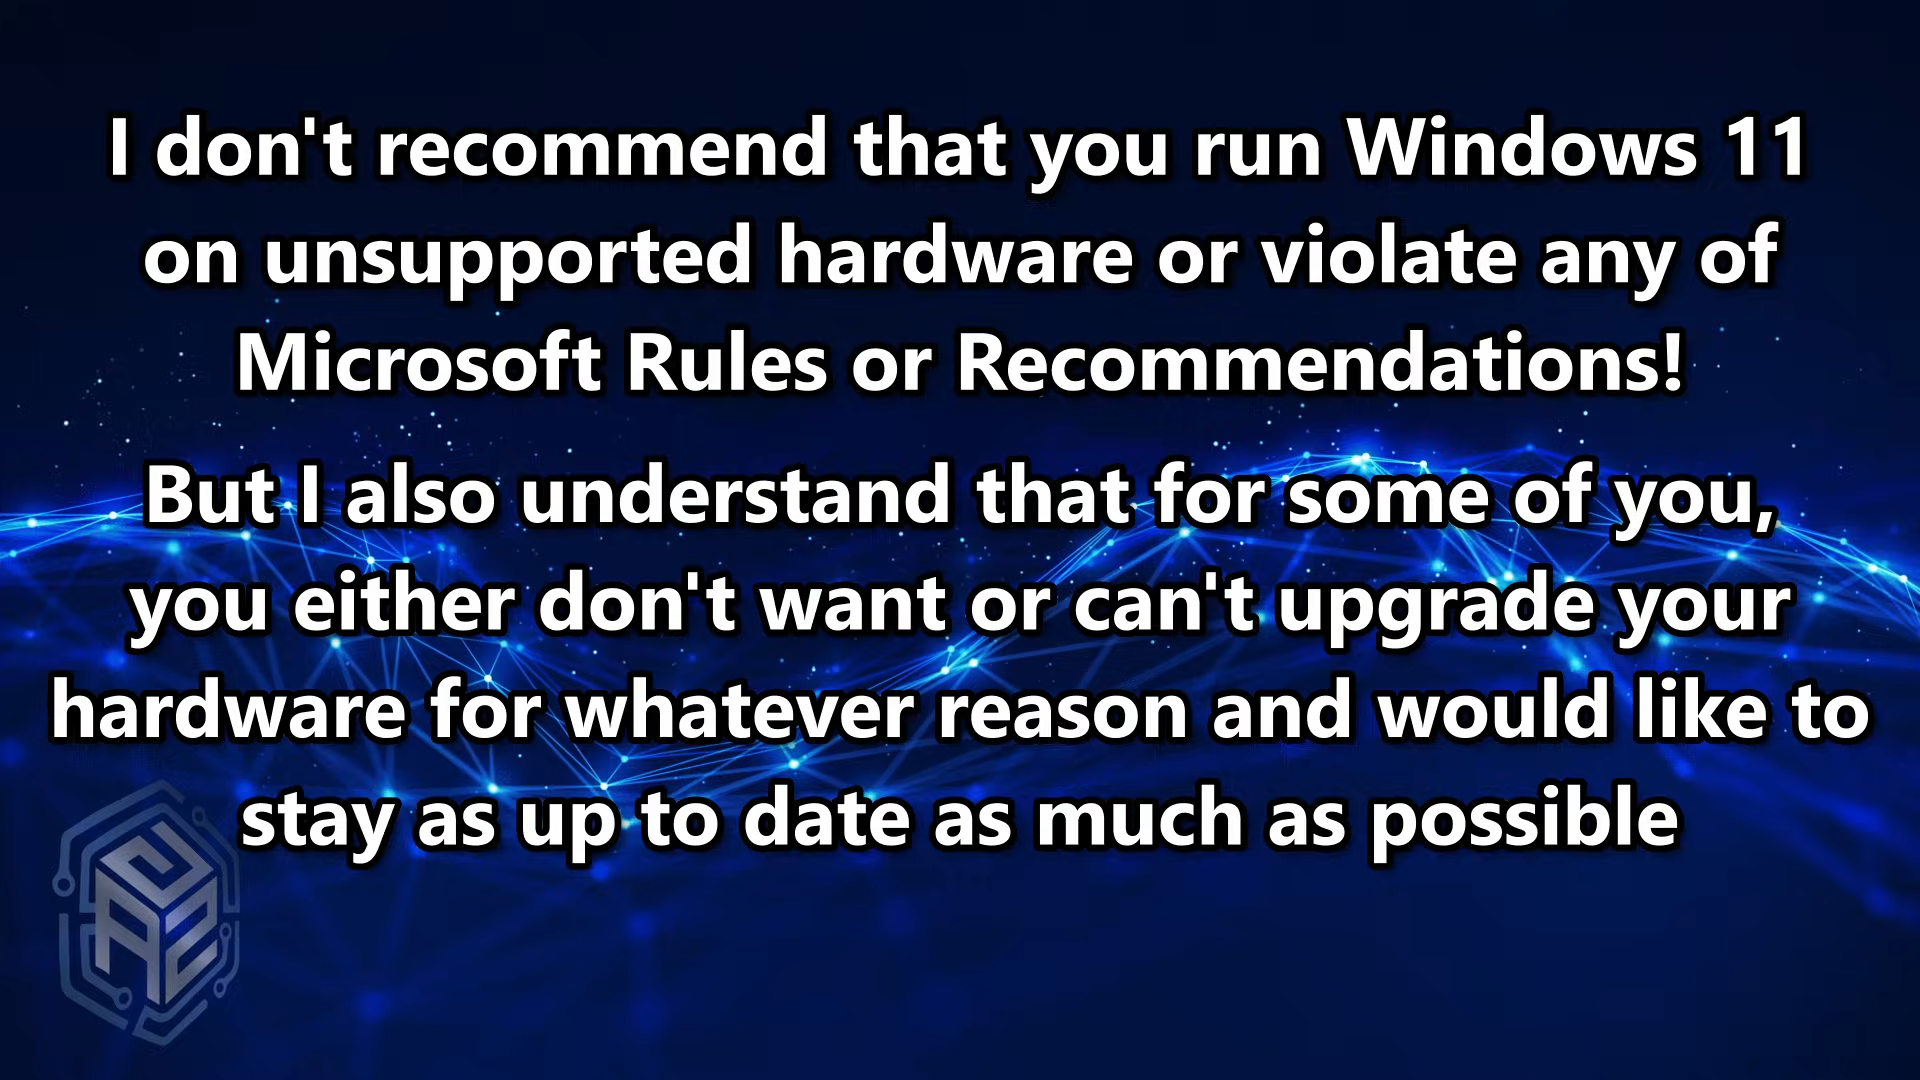 I don't recommend that you run Windows 11
on unsupported hardware or violate any of
Microsoft Rules or Recommendations!
But I also understand that for some of you,
you either don't want or can't upgrade your
hardware for whatever reason and would like to
stay as up to date as much as possible